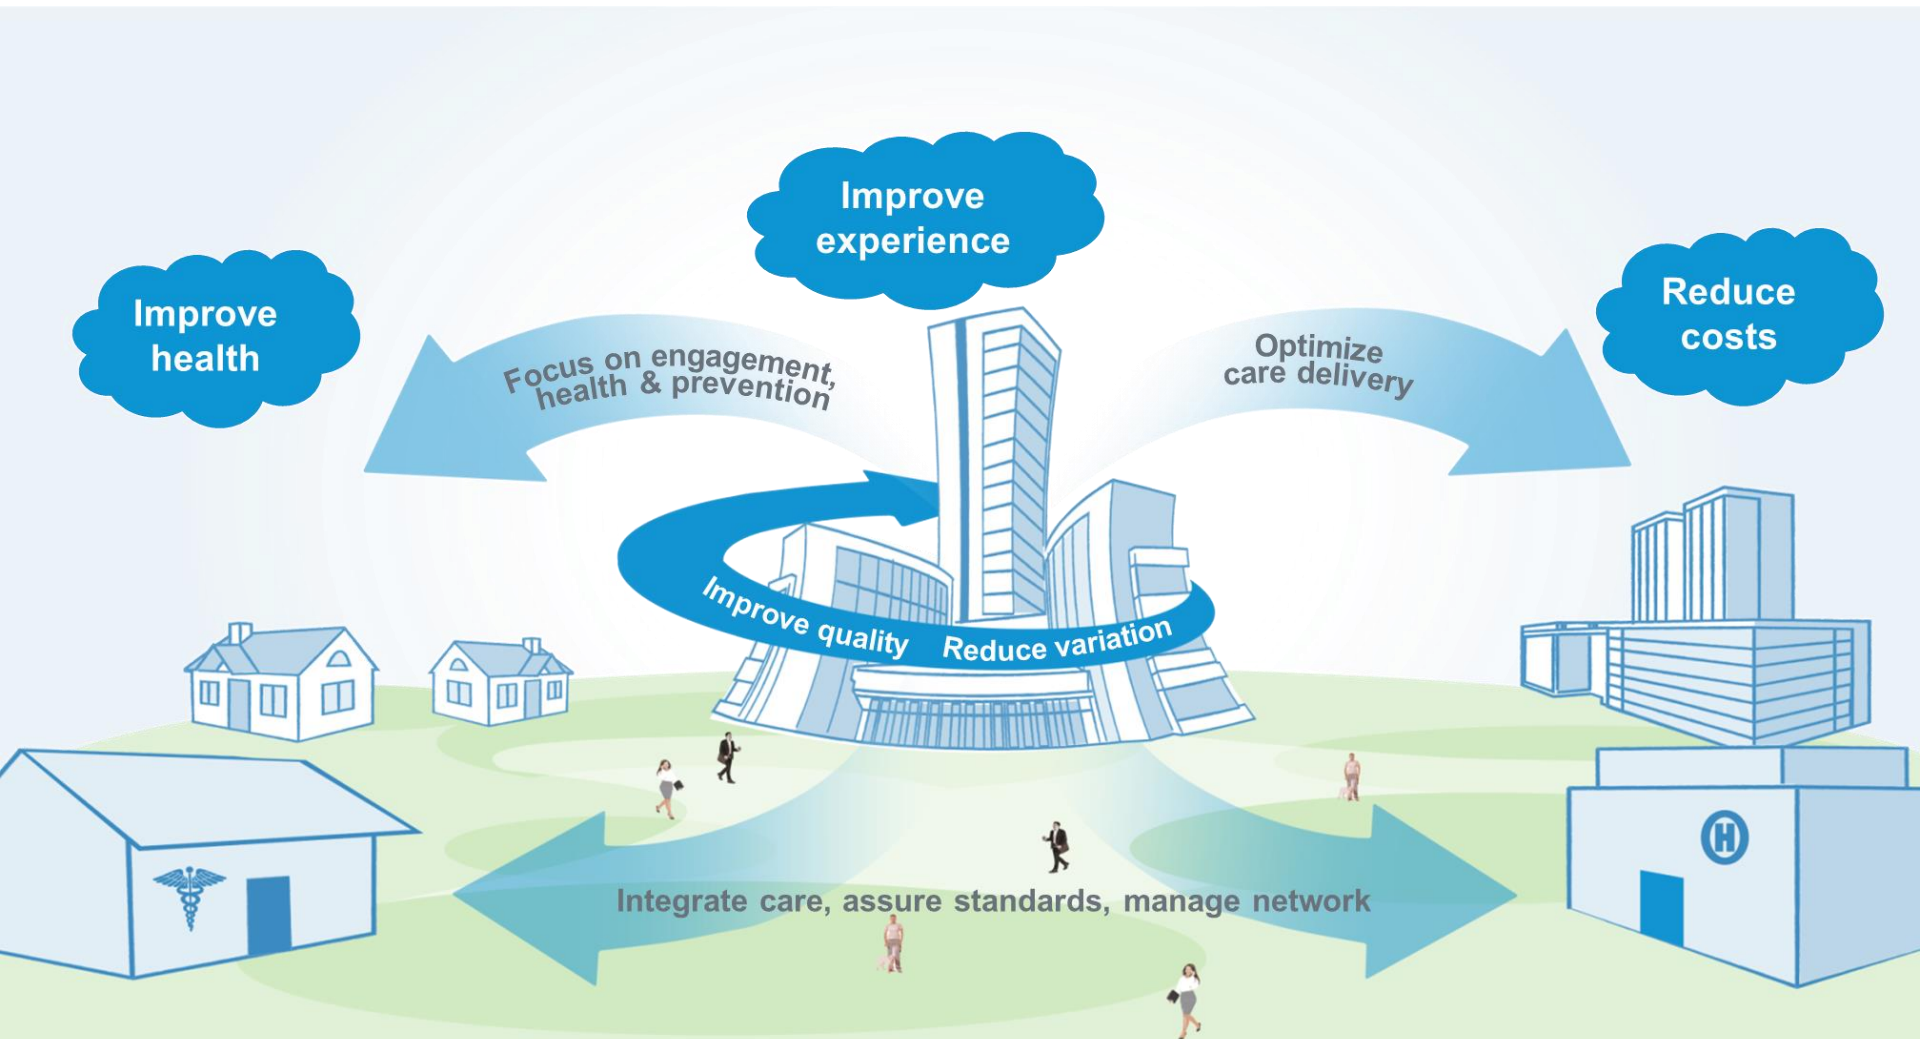 Improve
experience
Improve
health
Reduce
costs
Focus on engagement,
health & prevention
Optimize
care delivery
Improve quality Reduce variation
Integrate care, assure standards, manage network
H